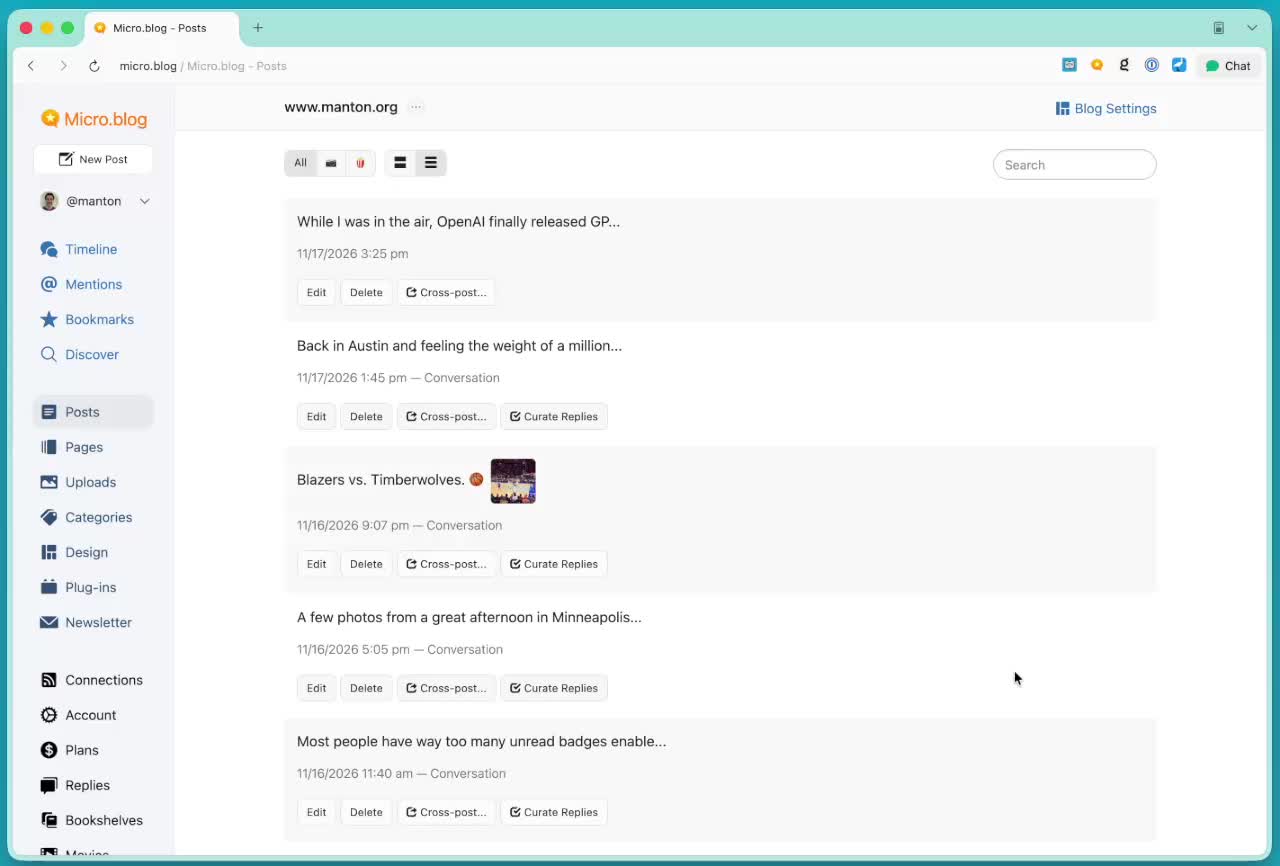 Micro.blog - Posts
micro.blog / Micro.blog - Posts
Chat
Micro.blog
New Post
@manton
Timeline
Mentions
Bookmarks
Discover
Posts
Pages
Uploads
Categories
Design
Plug-ins
Newsletter
Connections
Account
Plans
Replies
Bookshelves
Movies
www.manton.org
Blog Settings
All
Search
While I was in the air, OpenAI finally released GP...
11/17/2026 3:25 pm
Edit Delete Cross-post...
Back in Austin and feeling the weight of a million...
11/17/2026 1:45 pm — Conversation
Edit Delete Cross-post... Curate Replies
Blazers vs. Timberwolves. 🏀
11/16/2026 9:07 pm — Conversation
Edit Delete Cross-post... Curate Replies
A few photos from a great afternoon in Minneapolis...
11/16/2026 5:05 pm — Conversation
Edit Delete Cross-post... Curate Replies
Most people have way too many unread badges enable...
11/16/2026 11:40 am — Conversation
Edit Delete Cross-post... Curate Replies